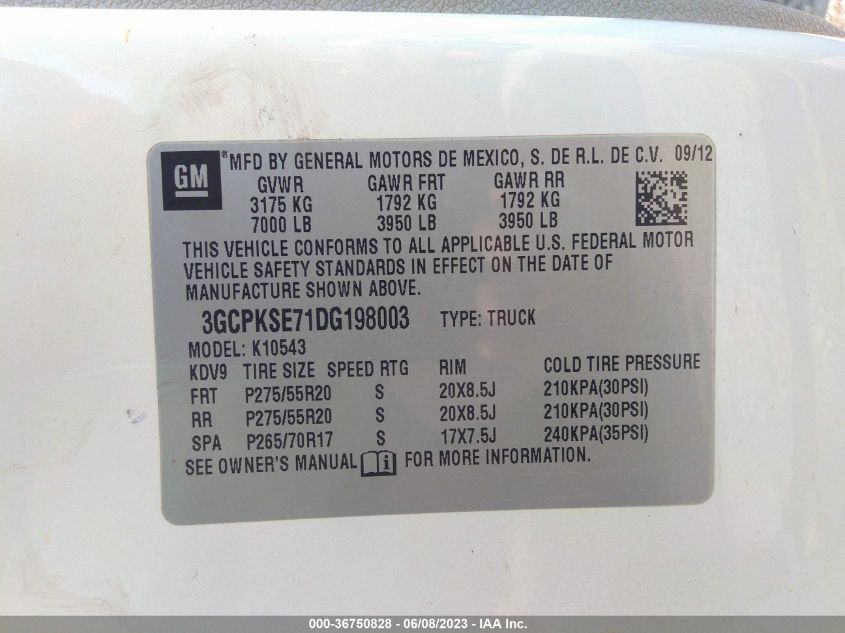 GM *MFD BY GENERAL MOTORS DE MEXICO, S. DE R.L. DE C.V. 09/12
GVWR GAWR FRT GAWR RR
3175 KG 1792 KG 1792 KG
7000 LB 3950 LB 3950 LB
THIS VEHICLE CONFORMS TO ALL APPLICABLE U.S. FEDERAL MOTOR
VEHICLE SAFETY STANDARDS IN EFFECT ON THE DATE OF
MANUFACTURE SHOWN ABOVE.
3GCPKSE71DG198003 TYPE: TRUCK
MODEL: K10543
KDV9 TIRE SIZE SPEED RTG RIM COLD TIRE PRESSURE
FRT P275/55R20 S 20X8.5J 210KPA(30PSI)
RR P275/55R20 S 20X8.5J 210KPA(30PSI)
SPA P265/70R17 S 17X7.5J 240KPA(35PSI)
SEE OWNER'S MANUAL FOR MORE INFORMATION.
000-36750828 - 06/08/2023 - IAA Inc.